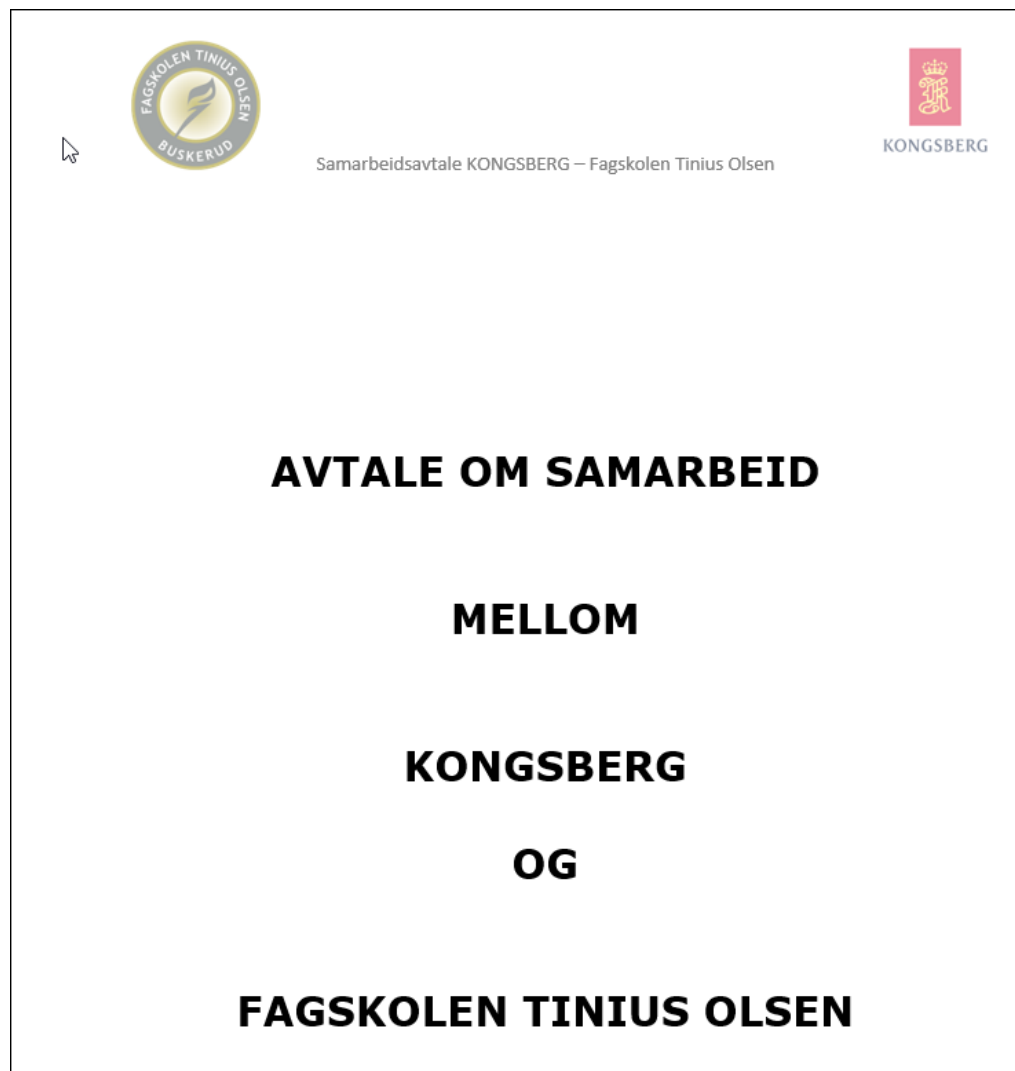 FAGSKOLEN TINIUS OLSEN
BUSKERUD
KONGSBERG
Samarbeidsavtale KONGSBERG – Fagskolen Tinius Olsen
AVTALE OM SAMARBEID
MELLOM
KONGSBERG
OG
FAGSKOLEN TINIUS OLSEN